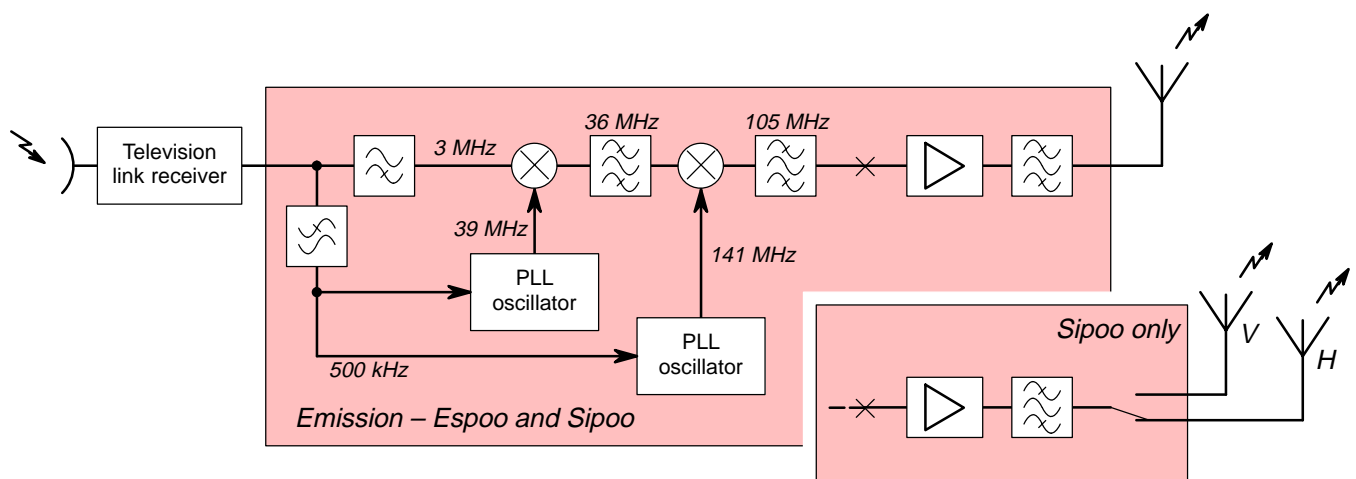 36 MHz
105 MHz
Television
link receiver
3 MHz
39 MHz
141 MHz
PLL
oscillator
PLL
oscillator
500 kHz
Emission – Espoo and Sipoo
Sipoo only
V
H